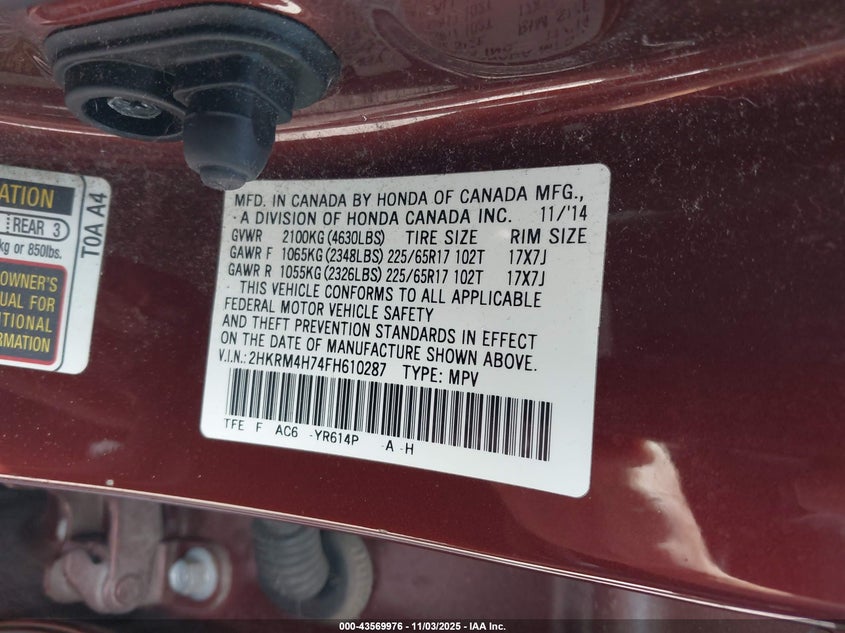 ATION
REAR 3
kg or 850lbs.
OWNER'S
UAL FOR
ITIONAL
MATION
T0A A4
MFD. IN CANADA BY HONDA OF CANADA MFG.,
A DIVISION OF HONDA CANADA INC. 11/'14
GVWR 2100KG (4630LBS) TIRE SIZE RIM SIZE
GAWR F 1065KG (2348LBS) 225/65R17 102T 17X7J
GAWR R 1055KG (2326LBS) 225/65R17 102T 17X7J
THIS VEHICLE CONFORMS TO ALL APPLICABLE
FEDERAL MOTOR VEHICLE SAFETY
AND THEFT PREVENTION STANDARDS IN EFFECT
ON THE DATE OF MANUFACTURE SHOWN ABOVE.
V.I.N.: 2HKRM4H74FH610287 TYPE: MPV
TFE F AC6 -YR614P -A -H
000-43569976 - 11/03/2025 - IAA Inc.